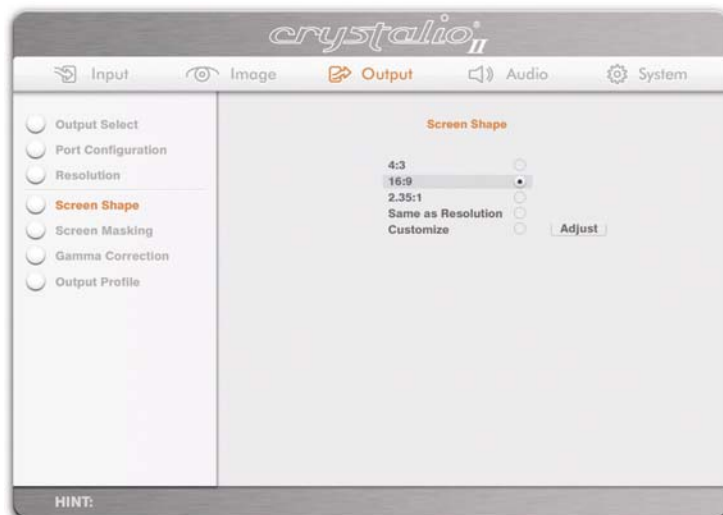 crystalio® II
Input Image Output Audio System
Output Select
Port Configuration
Resolution
Screen Shape
Screen Masking
Gamma Correction
Output Profile
Screen Shape
4:3
16:9
2.35:1
Same as Resolution
Customize Adjust
HINT: